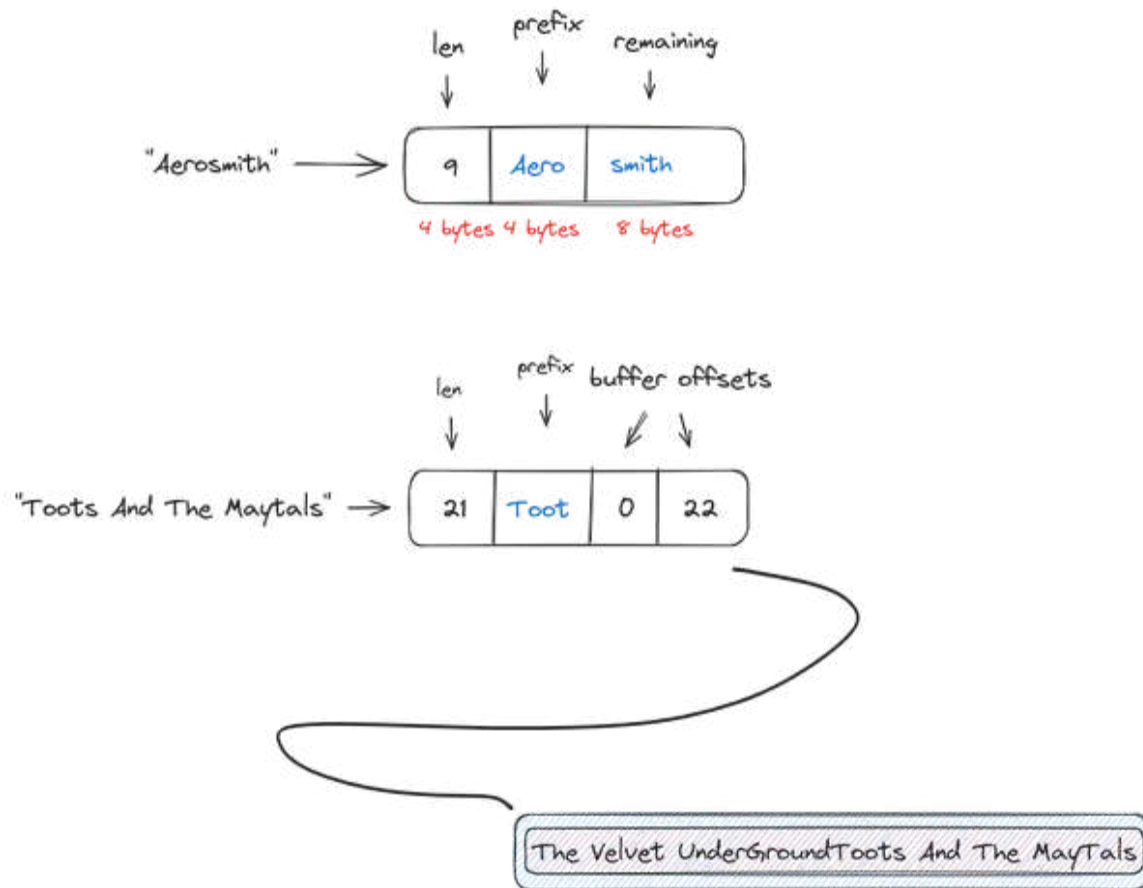 len prefix remaining
"Aerosmith" 9 Aero smith
4 bytes 4 bytes 8 bytes
len prefix buffer offsets
"Toots And The Maytals" 21 Toot 0 22
The Velvet UnderGroundToots And The MayTals